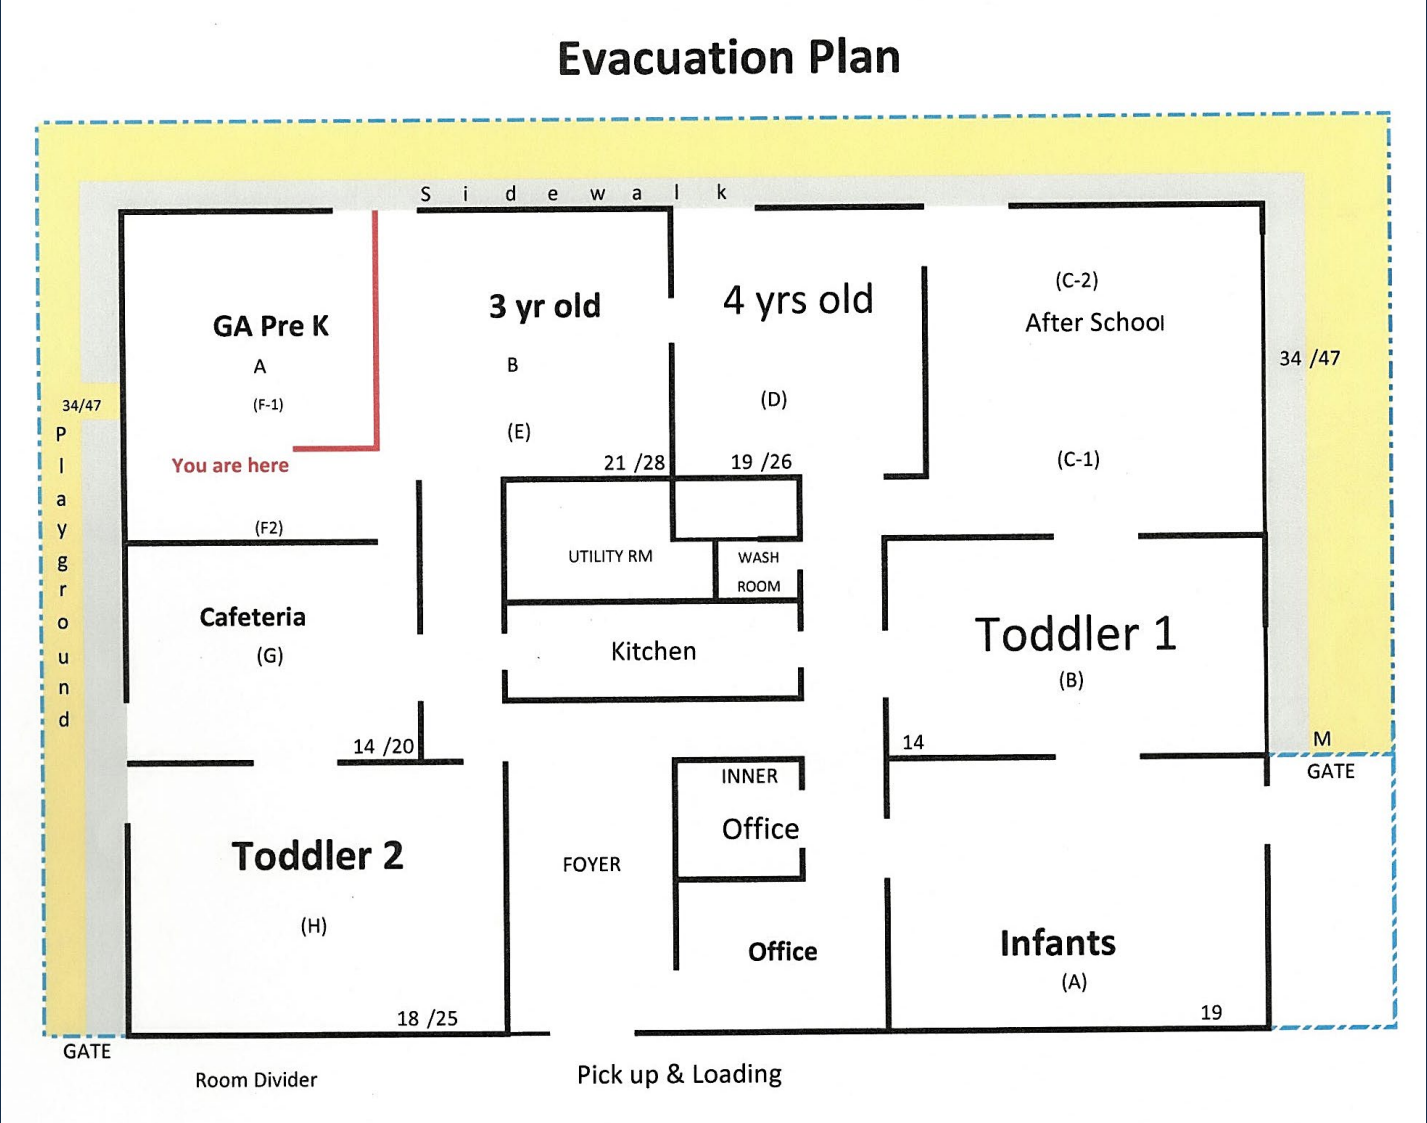 Evacuation Plan
Sidewalk
GA Pre K
A
(F-1)
You are here
(F2)
3 yr old
B
(E)
21 /28
4 yrs old
(D)
19 /26
(C-2)
After School
(C-1)
34 /47
34/47
Playground
UTILITY RM
WASH
ROOM
Kitchen
Cafeteria
(G)
14 /20
Toddler 1
(B)
14
M
GATE
INNER
Office
FOYER
Office
Toddler 2
(H)
18 /25
Infants
(A)
19
GATE
Room Divider
Pick up & Loading